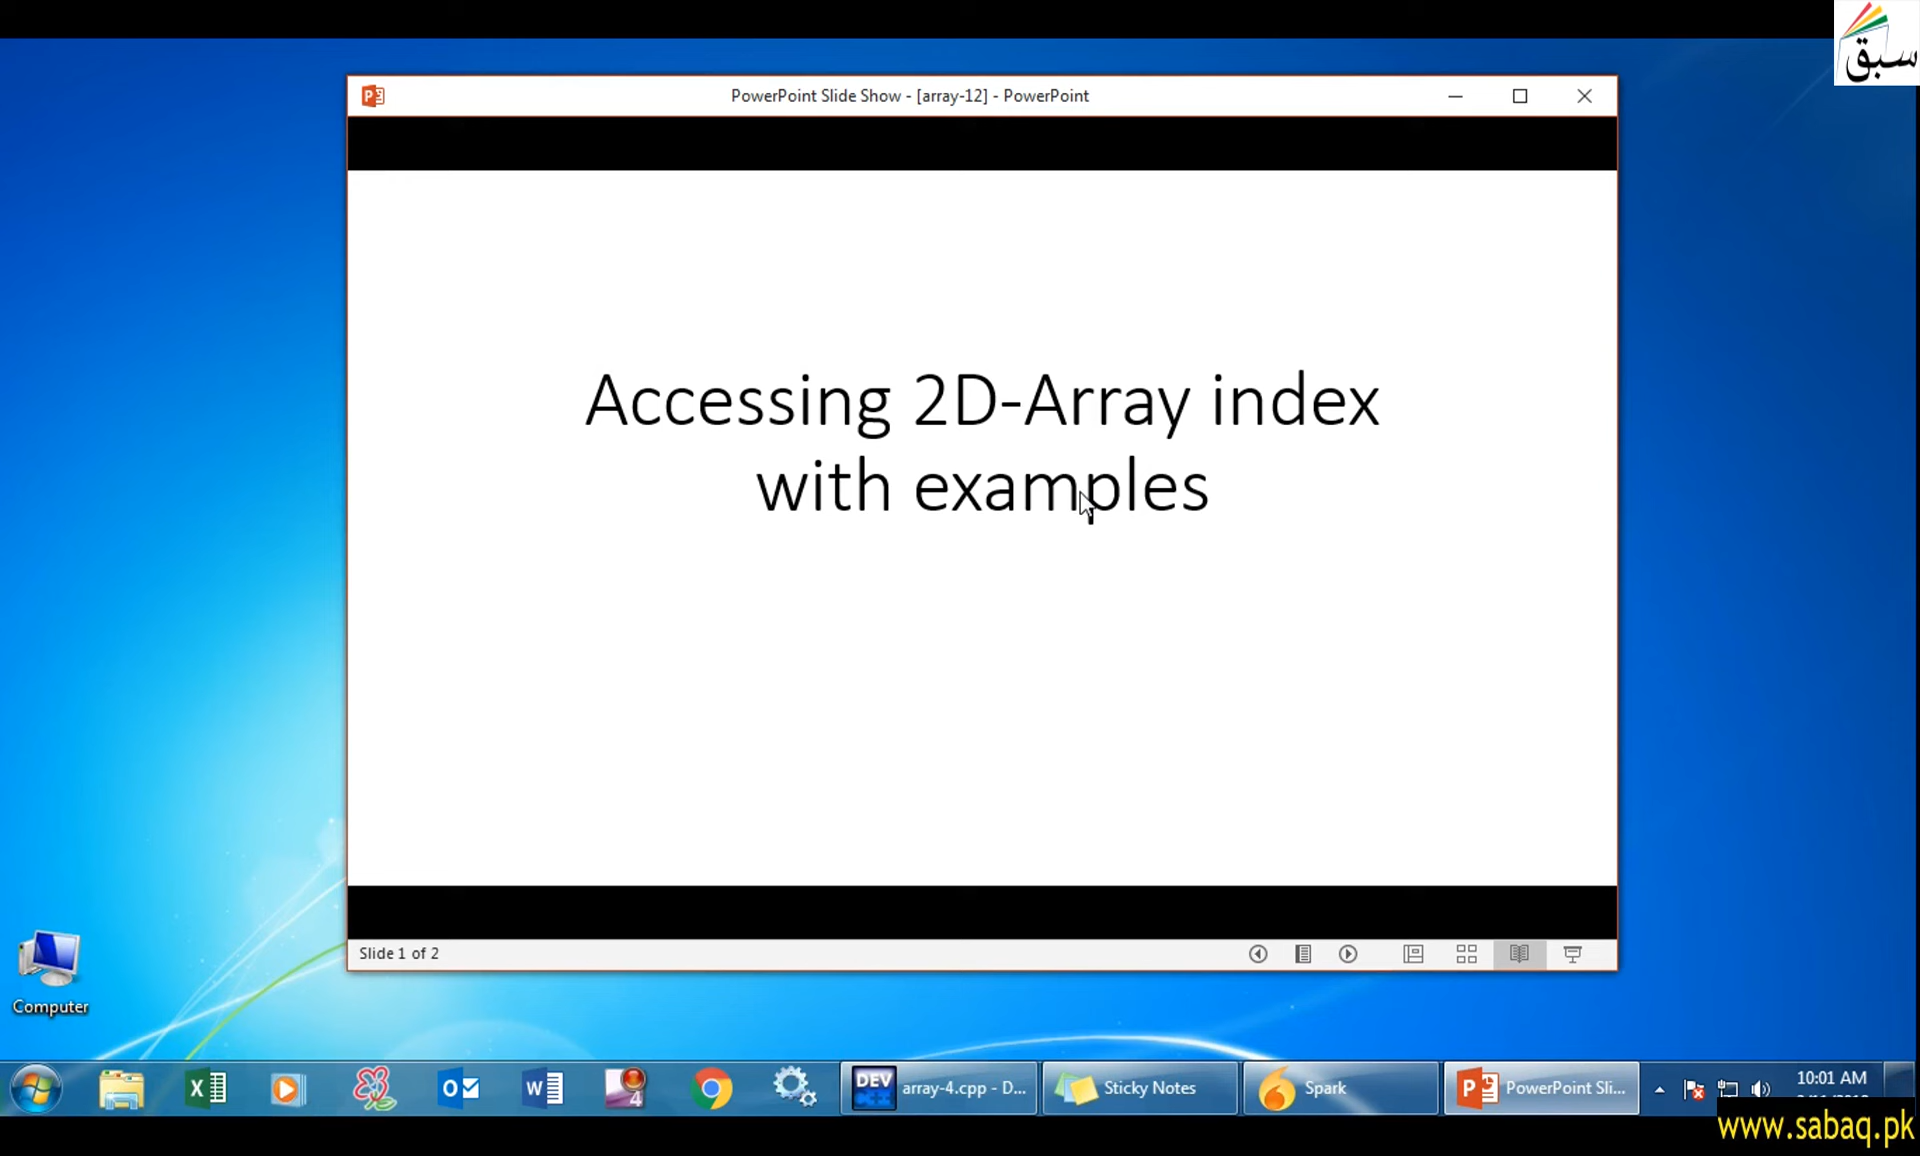 سبق
PowerPoint Slide Show - [array-12] - PowerPoint
Accessing 2D-Array index
with examples
Slide 1 of 2
Computer
array-4.cpp - D...
Sticky Notes
Spark
PowerPoint Sli...
10:01 AM
www.sabaq.pk